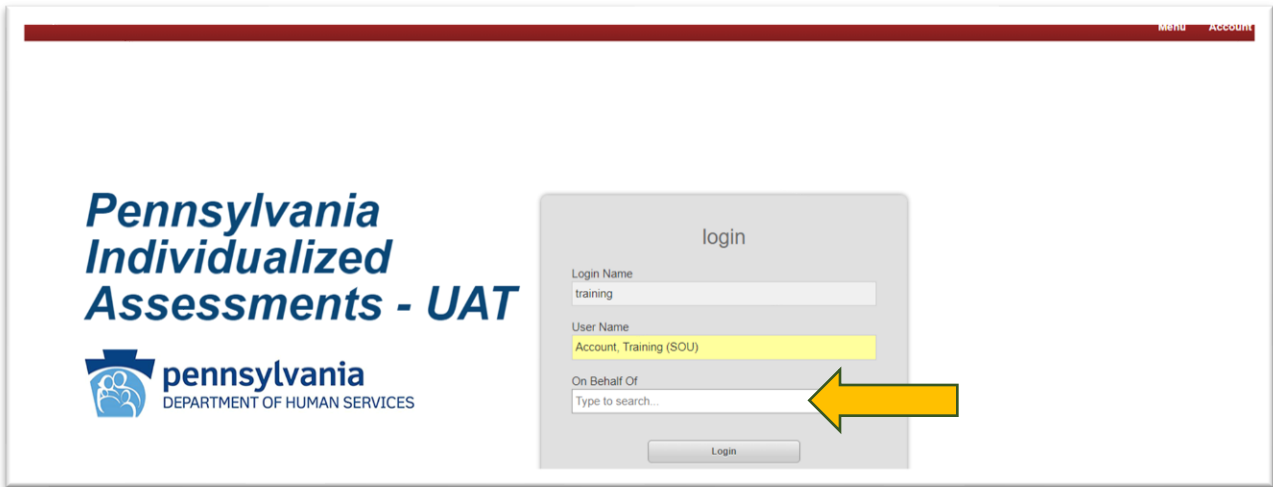 Menu Account
Pennsylvania
Individualized
Assessments - UAT
pennsylvania
DEPARTMENT OF HUMAN SERVICES
login
Login Name
training
User Name
Account, Training (SOU)
On Behalf Of
Type to search...
Login